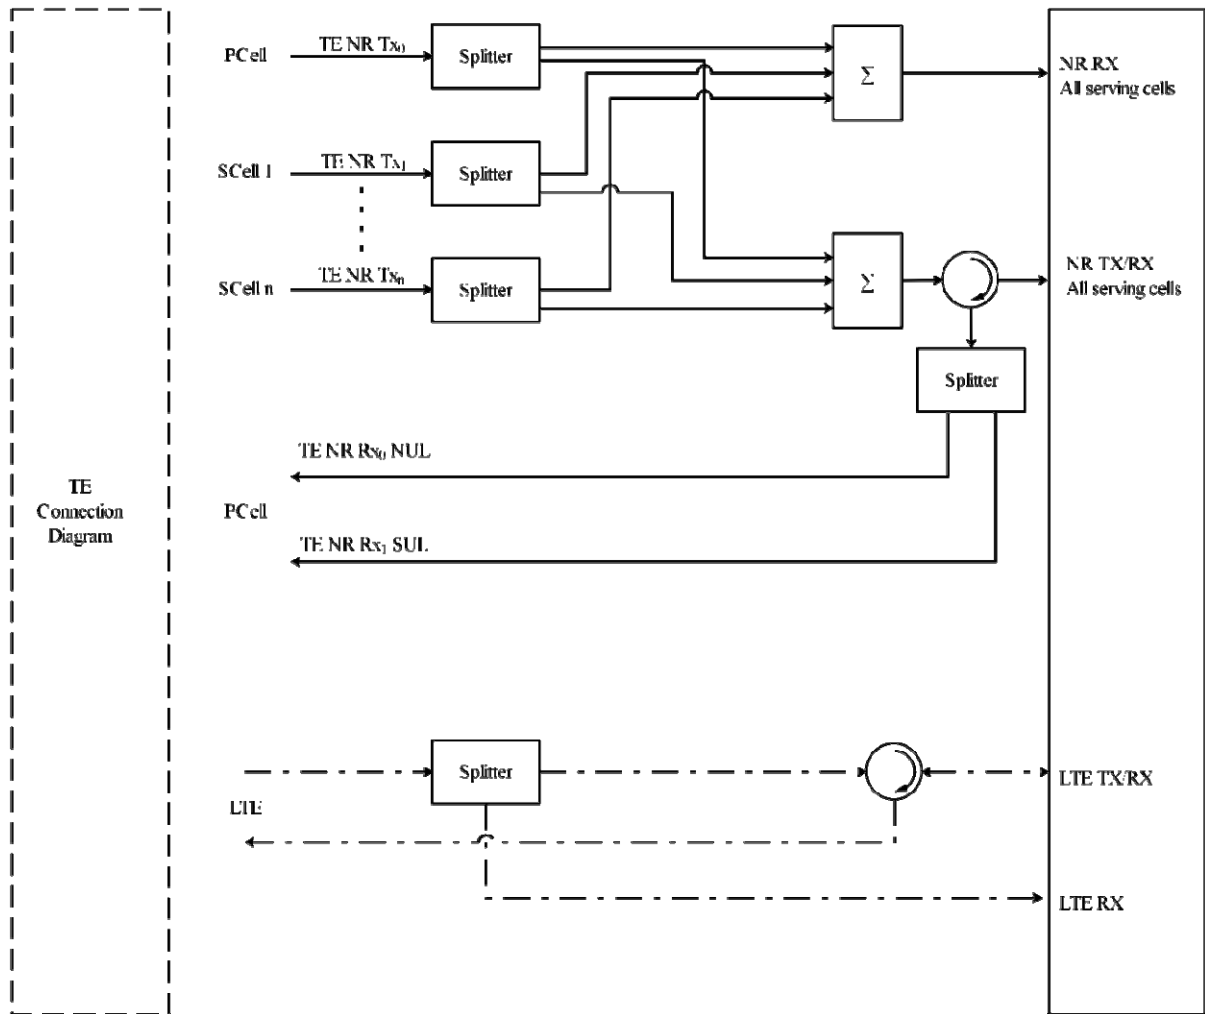 PCell
TE NR Tx0
Splitter
Σ
NR RX
All serving cells
SCell 1
TE NR Tx1
Splitter
SCell n
TE NR Txn
Splitter
Σ
NR TX/RX
All serving cells
Splitter
TE NR Rx0 NUL
TE
Connection
Diagram
PCell
TE NR Rx1 SUL
Splitter
LTE TX/RX
LTE
LTE RX